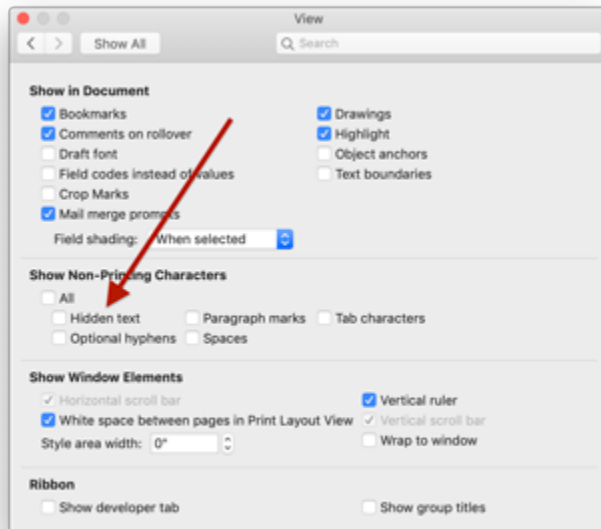 View
Show All
Search
Show in Document
Bookmarks
Drawings
Comments on rollover
Highlight
Draft font
Object anchors
Field codes instead of values
Text boundaries
Crop Marks
Mail merge prompts
Field shading: When selected
Show Non-Printing Characters
All
Hidden text
Paragraph marks
Tab characters
Optional hyphens
Spaces
Show Window Elements
Horizontal scroll bar
Vertical ruler
White space between pages in Print Layout View
Vertical scroll bar
Style area width: 0"
Wrap to window
Ribbon
Show developer tab
Show group titles